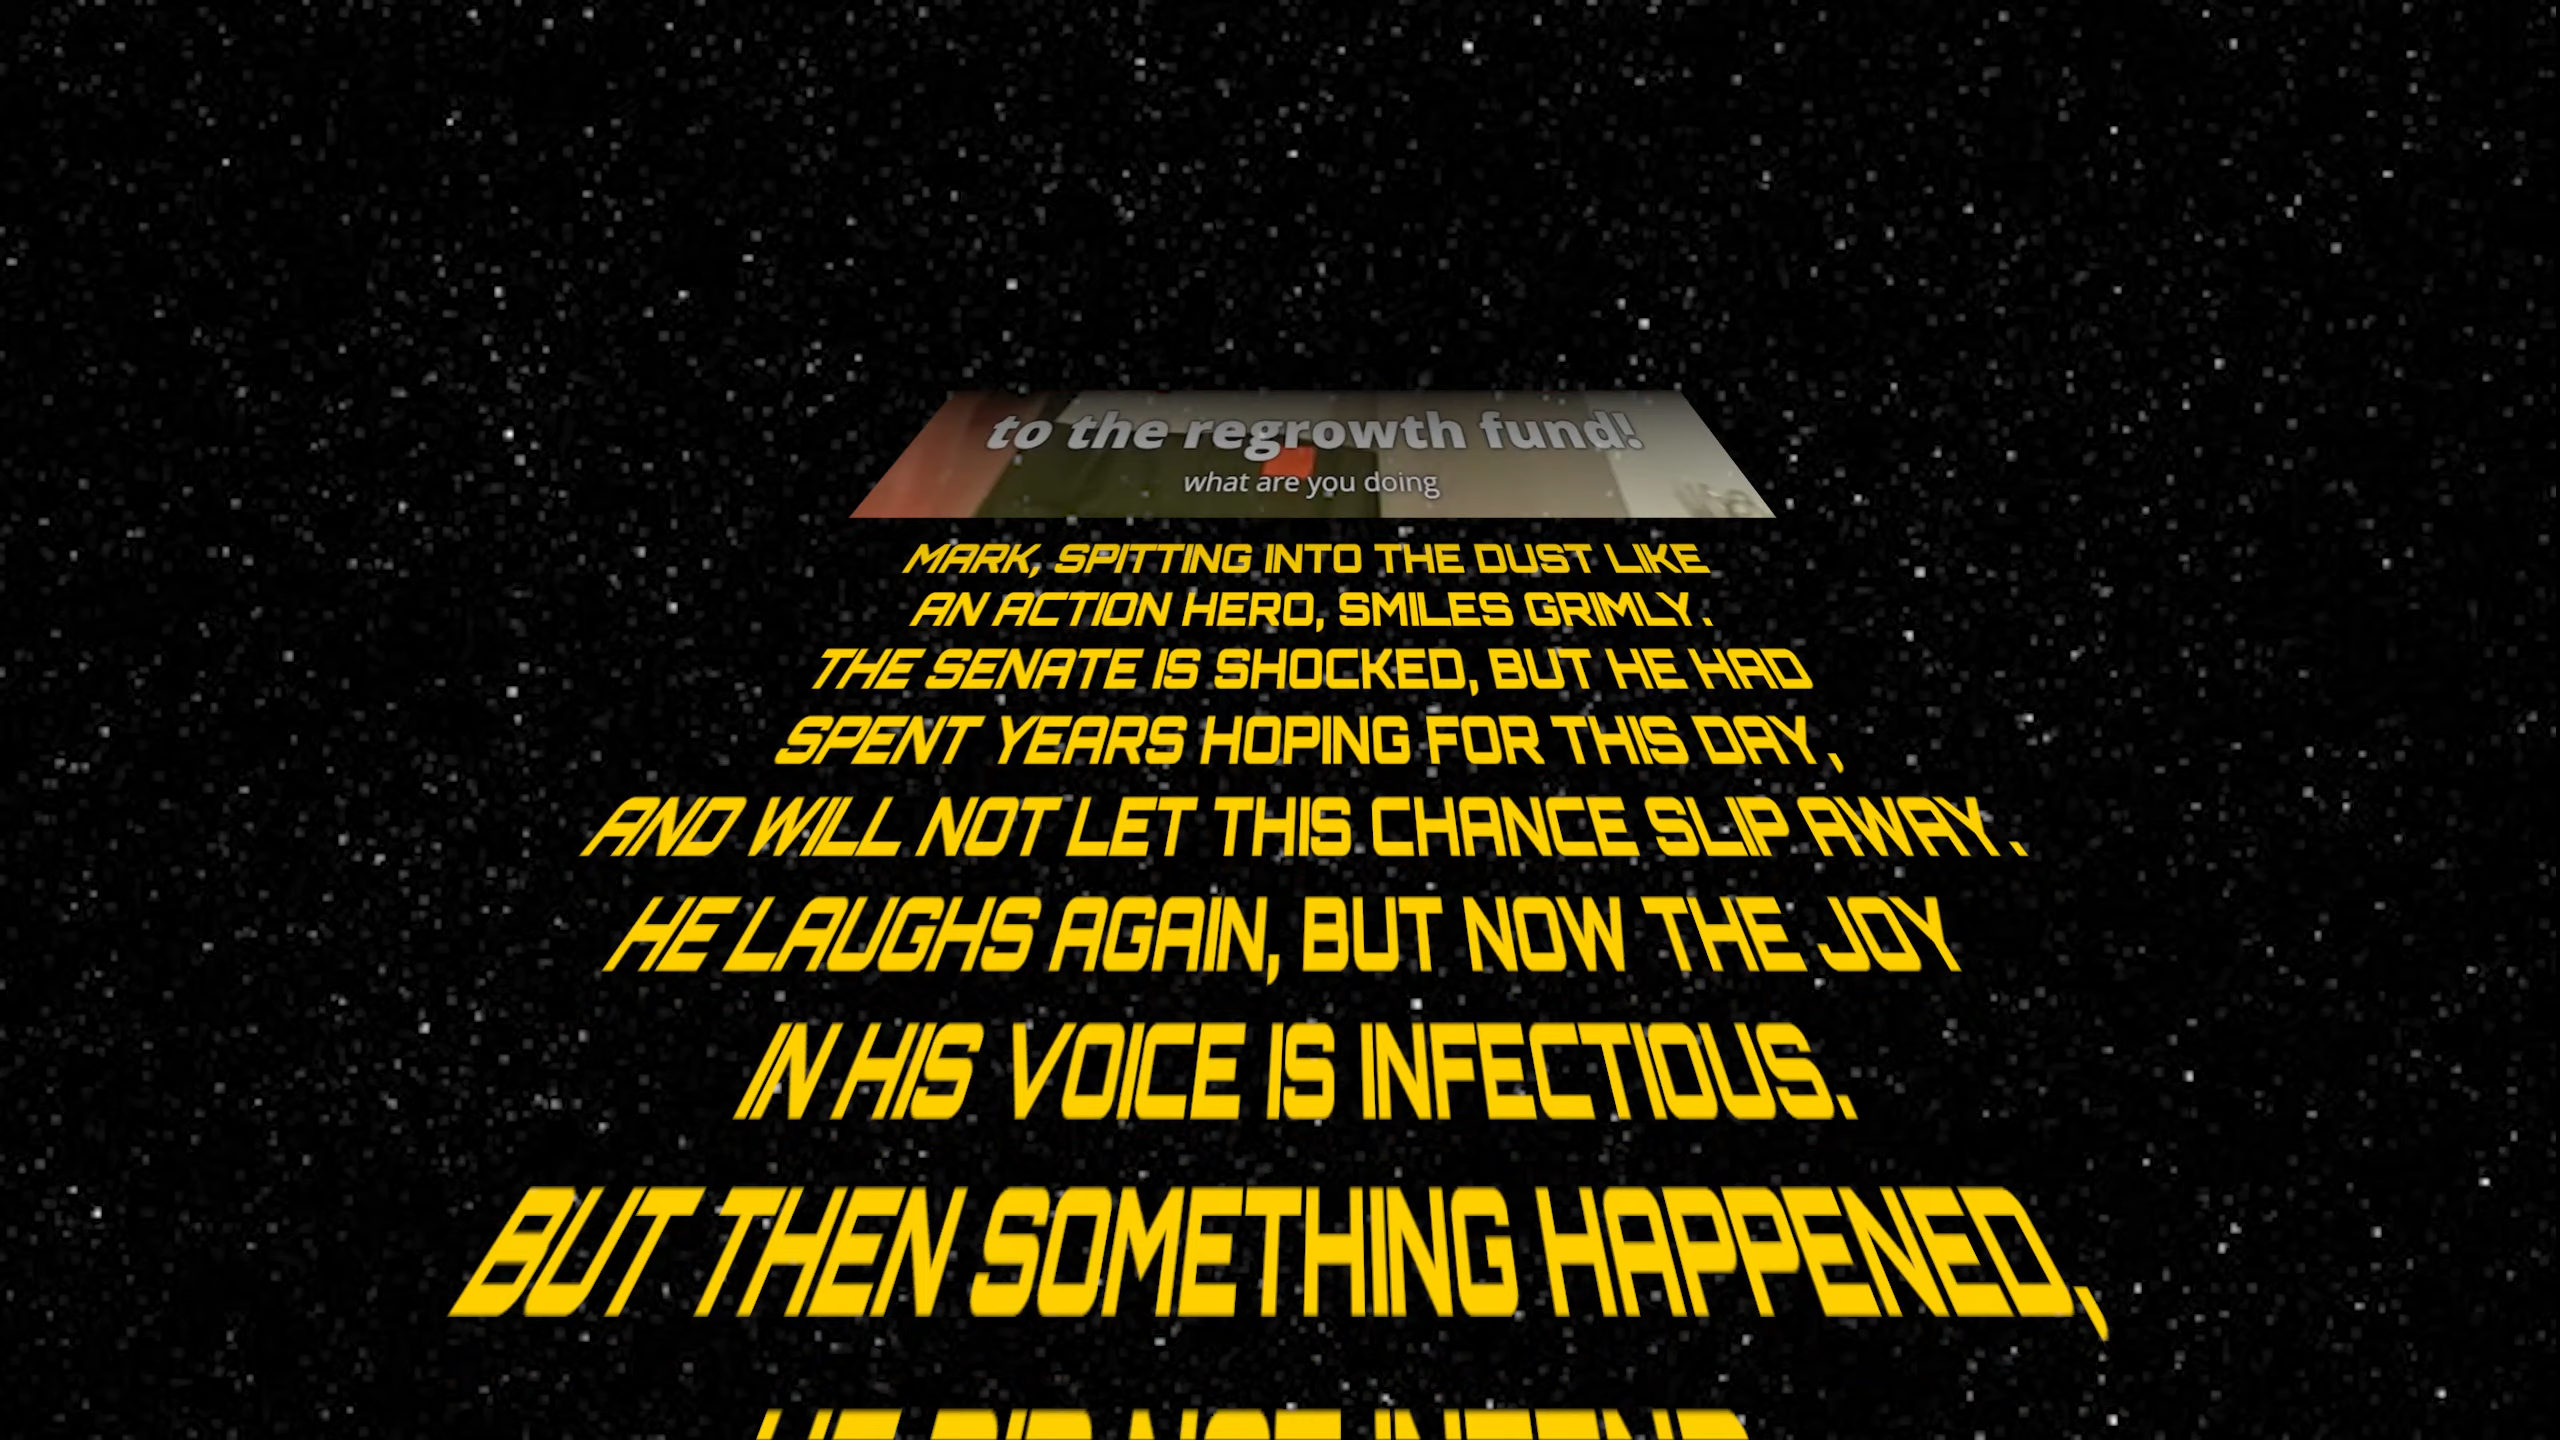 to the regrowth fund!
what are you doing
MARK, SPITTING INTO THE DUST LIKE
AN ACTION HERO, SMILES GRIMLY.
THE SENATE IS SHOCKED, BUT HE HAD
SPENT YEARS HOPING FOR THIS DAY,
AND WILL NOT LET THIS CHANCE SLIP AWAY.
HE LAUGHS AGAIN, BUT NOW THE JOY
IN HIS VOICE IS INFECTIOUS.
BUT THEN SOMETHING HAPPENED,